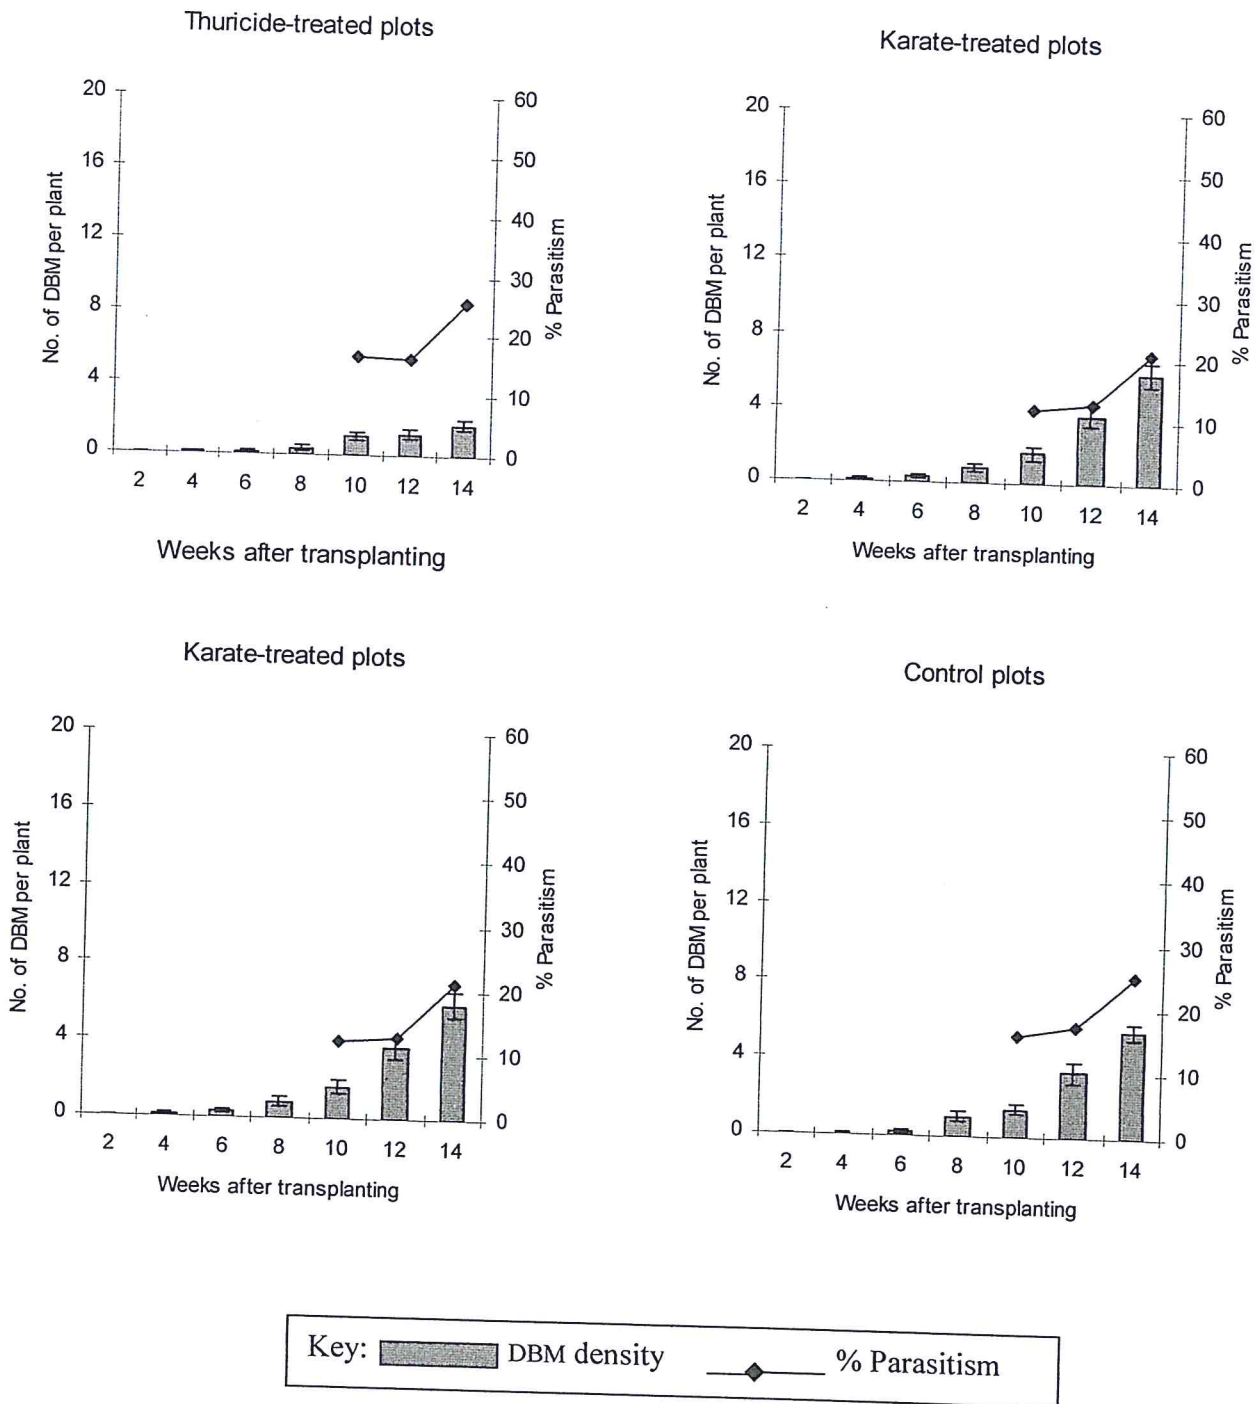 Thuricide-treated plots
20
16
12
8
4
0
No. of DBM per plant
60
50
40
30
20
10
0
% Parasitism
2 4 6 8 10 12 14
Weeks after transplanting
Karate-treated plots
20
16
12
8
4
0
No. of DBM per plant
60
50
40
30
20
10
0
% Parasitism
2 4 6 8 10 12 14
Weeks after transplanting
Karate-treated plots
20
16
12
8
4
0
No. of DBM per plant
60
50
40
30
20
10
0
% Parasitism
2 4 6 8 10 12 14
Weeks after transplanting
Control plots
20
16
12
8
4
0
No. of DBM per plant
60
50
40
30
20
10
0
% Parasitism
2 4 6 8 10 12 14
Weeks after transplanting
Key: DBM density % Parasitism